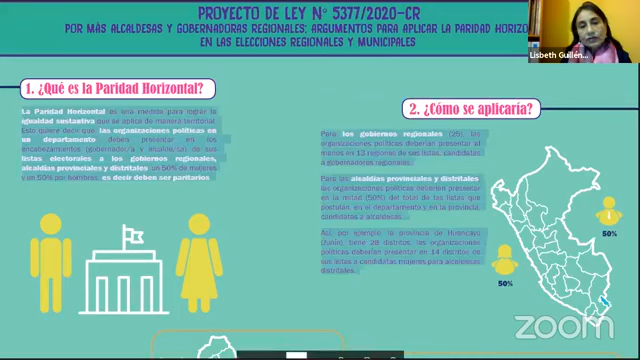 PROYECTO DE LEY N° 5377/2020-CR
POR MÁS ALCALDESAS Y GOBERNADORAS REGIONALES: ARGUMENTOS PARA APLICAR LA PARIDAD HORIZO
EN LAS ELECCIONES REGIONALES Y MUNICIPALES
Lisbeth Guillén...
1. ¿Qué es la Paridad Horizontal?
La Paridad Horizontal es una medida para lograr la
igualdad sustantiva que se aplica de manera territorial.
Esto quiere decir que, las organizaciones políticas en
un departamento deben presentar en los
encabezamientos (gobernador/a y alcalde/sa) de sus
listas electorales a los gobiernos regionales,
alcaldías provinciales y distritales un 50% de mujeres
y un 50% por hombres, es decir deben ser paritarios
2. ¿Cómo se aplicaría?
Para los gobiernos regionales (25), las
organizaciones políticas deberían presentar al
menos en 13 regiones de sus listas, candidatas
a gobernadoras regionales.
Para las alcaldías provinciales y distritales
las organizaciones políticas deberían presentar
en la mitad (50%) del total de las listas que
postulan, en el departamento y en la provincia,
candidatas a alcaldesas.
Así, por ejemplo, la provincia de Huancayo
(Junín), tiene 28 distritos, las organizaciones
políticas deberían presentar en 14 distritos de
sus listas a candidatas mujeres para alcaldesas
distritales.
50%
50%
zoom